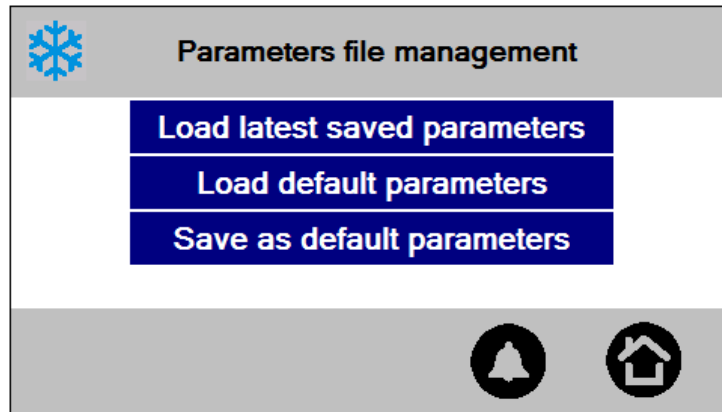 Parameters file management
Load latest saved parameters
Load default parameters
Save as default parameters